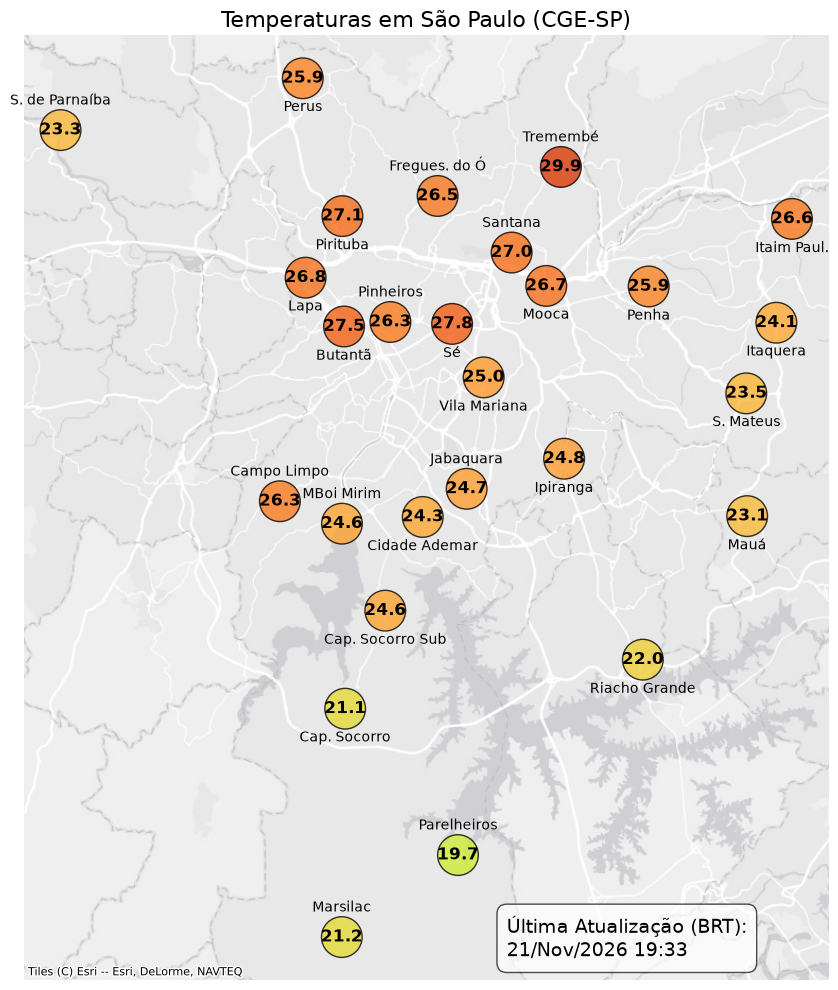 Temperaturas em São Paulo (CGE-SP)
25.9
Perus
S. de Parnaíba
23.3
Tremembé
29.9
Fregues. do Ó
26.5
27.1
Pirituba
26.6
Itaim Paul.
Santana
27.0
26.8
Lapa
26.7
Mooca
25.9
Penha
Pinheiros
26.3
27.5
Butantã
27.8
Sé
24.1
Itaquera
25.0
Vila Mariana
23.5
S. Mateus
24.8
Ipiranga
Jabaquara
24.7
Campo Limpo
26.3
MBoi Mirim
24.6
24.3
Cidade Ademar
23.1
Mauá
24.6
Cap. Socorro Sub
22.0
Riacho Grande
21.1
Cap. Socorro
Parelheiros
19.7
Marsilac
21.2
Última Atualização (BRT):
21/Nov/2026 19:33
Tiles (C) Esri -- Esri, DeLorme, NAVTEQ